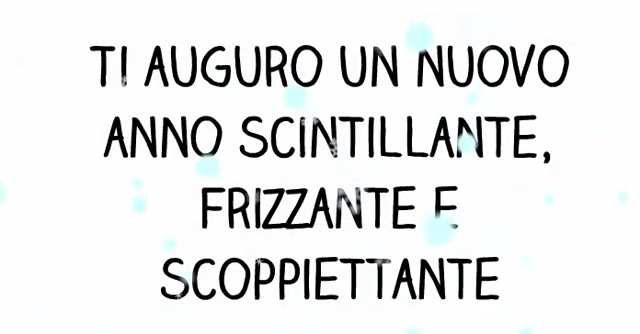 TI AUGURO UN NUOVO
ANNO SCINTILLANTE,
FRIZZANTE E
SCOPPIETTANTE